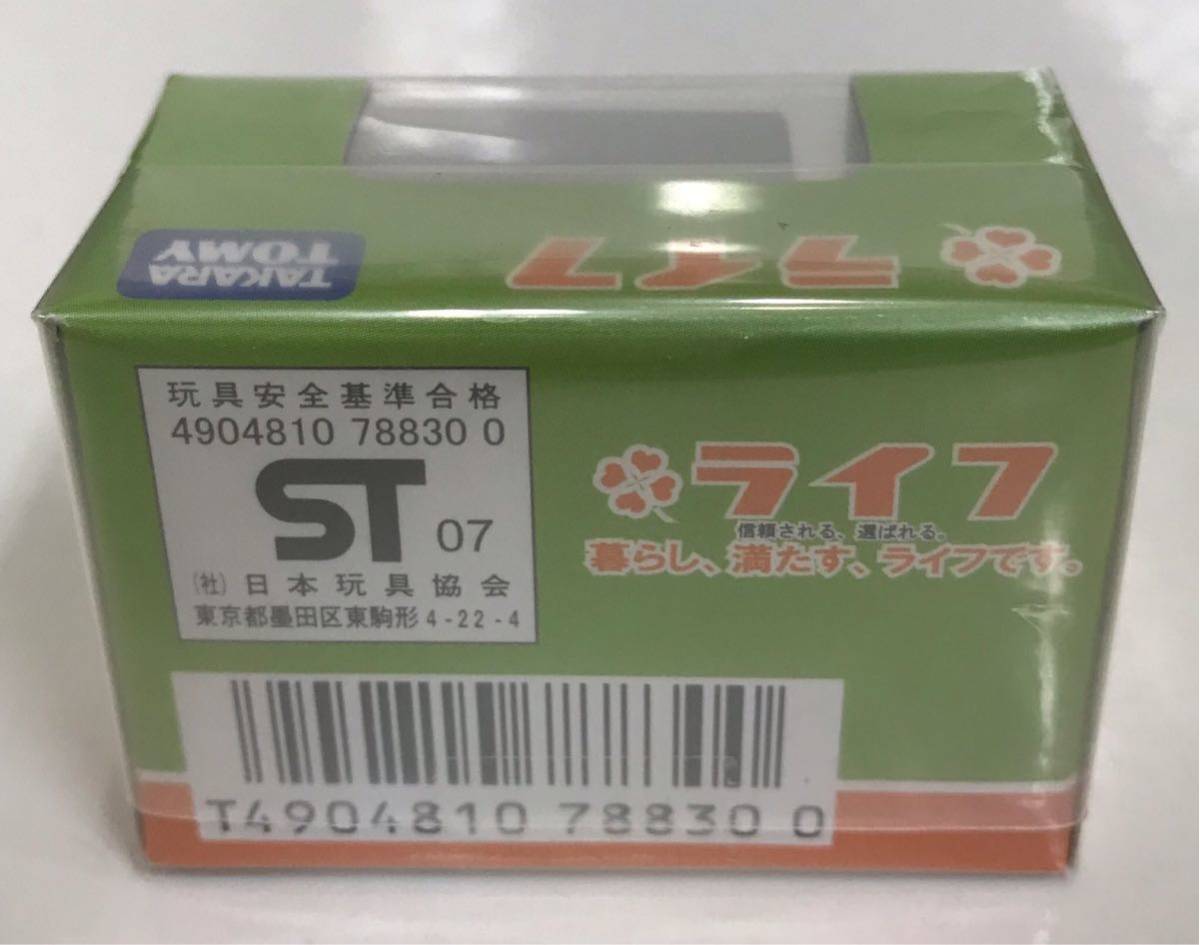 TAKARA
TOMY
ライフ
玩具安全基準合格
4904810 78830 0
ST 07
(社)日本玩具協会
東京都墨田区東駒形4-22-4
ライフ
信頼される、選ばれる。
暮らし、満たす、ライフです。
T4904810 78830 0